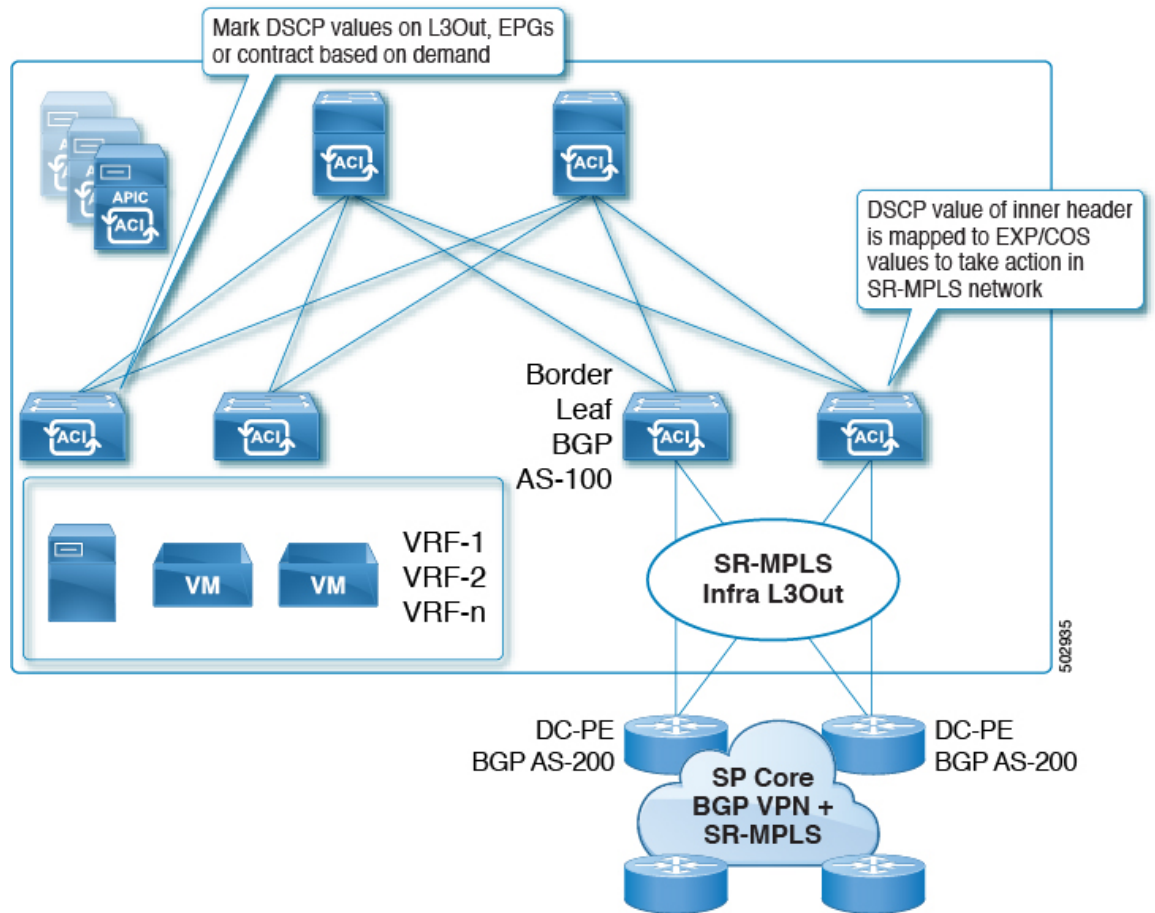 Mark DSCP values on L3Out, EPGs
or contract based on demand
ACI
ACI
A
A
APIC
ACI
DSCP value of inner header
is mapped to EXP/COS
values to take action in
SR-MPLS network
Border
Leaf
BGP
AS-100
ACI
ACI
ACI
ACI
VM
VM
VRF-1
VRF-2
VRF-n
SR-MPLS
Infra L3Out
502935
DC-PE
BGP AS-200
DC-PE
BGP AS-200
SP Core
BGP VPN +
SR-MPLS